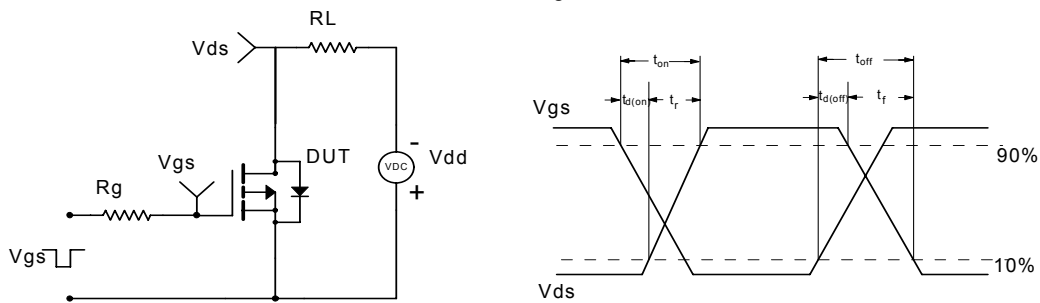 RL
Vds
Vgs
DUT
VDC
-
+
Vdd
Rg
Vgs
ton
toff
td(on)
tr
td(off)
tf
Vgs
90%
10%
Vds